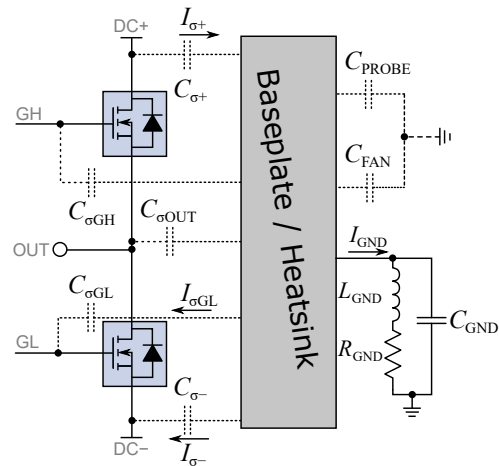 DC+
I_σ+
C_σ+
C_PROBE
GH
C_FAN
C_σGH
C_σOUT
I_GND
OUT
C_σGL
I_σGL
L_GND
C_GND
GL
R_GND
C_σ−
DC−
I_σ−
Baseplate / Heatsink